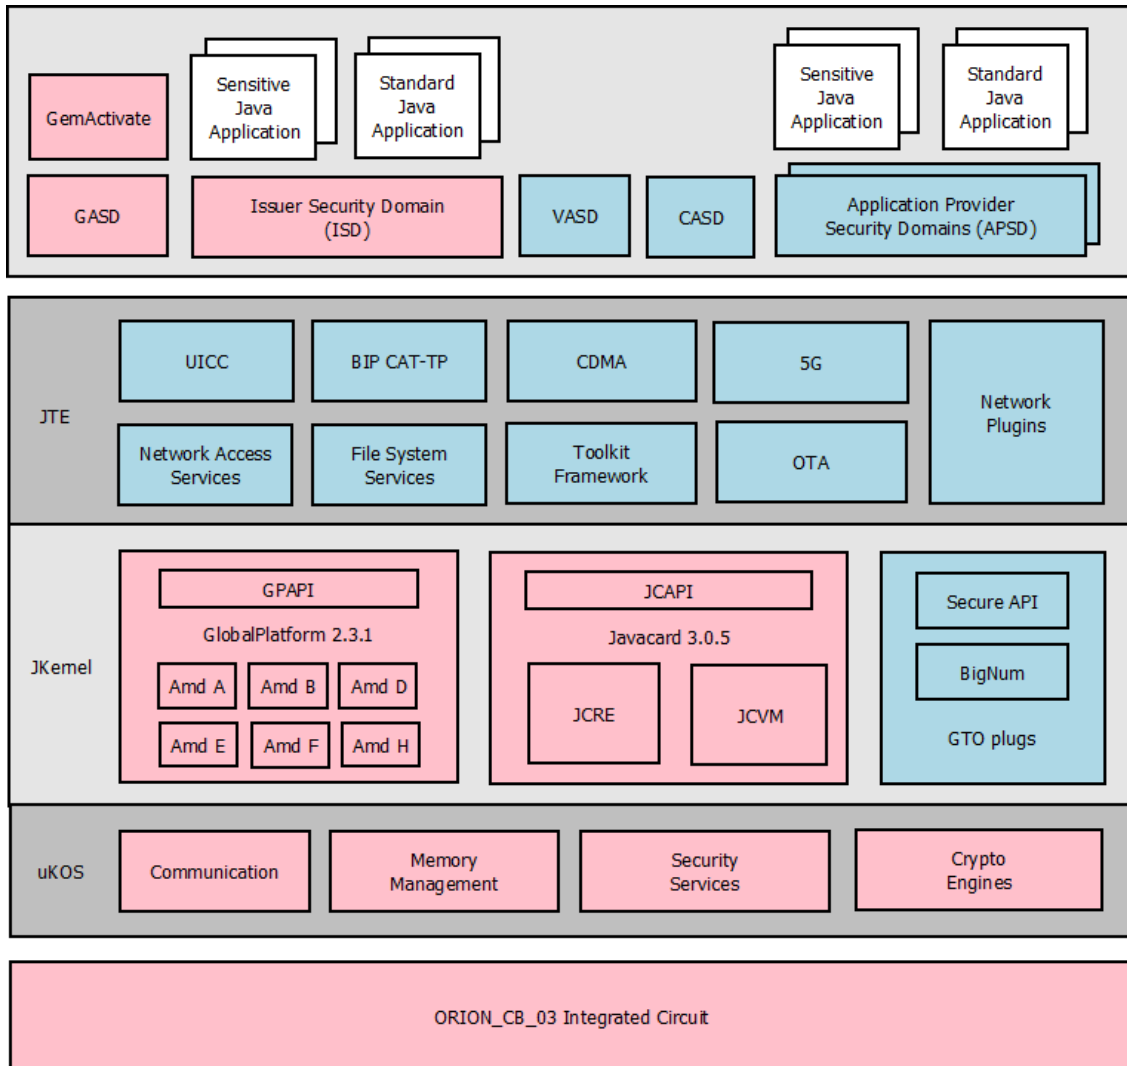 GemActivate
Sensitive
Java
Application
Standard
Java
Application
Sensitive
Java
Application
Standard
Java
Application
GASD
Issuer Security Domain
(ISD)
VASD
CASD
Application Provider
Security Domains (APSD)
JTE
UICC
BIP CAT-TP
CDMA
5G
Network
Plugins
Network Access
Services
File System
Services
Toolkit
Framework
OTA
JKernel
GPAPI
GlobalPlatform 2.3.1
Amd A
Amd B
Amd D
Amd E
Amd F
Amd H
JCAPI
Javacard 3.0.5
JCRE
JCVM
Secure API
BigNum
GTO plugs
uKOS
Communication
Memory
Management
Security
Services
Crypto
Engines
ORION_CB_03 Integrated Circuit